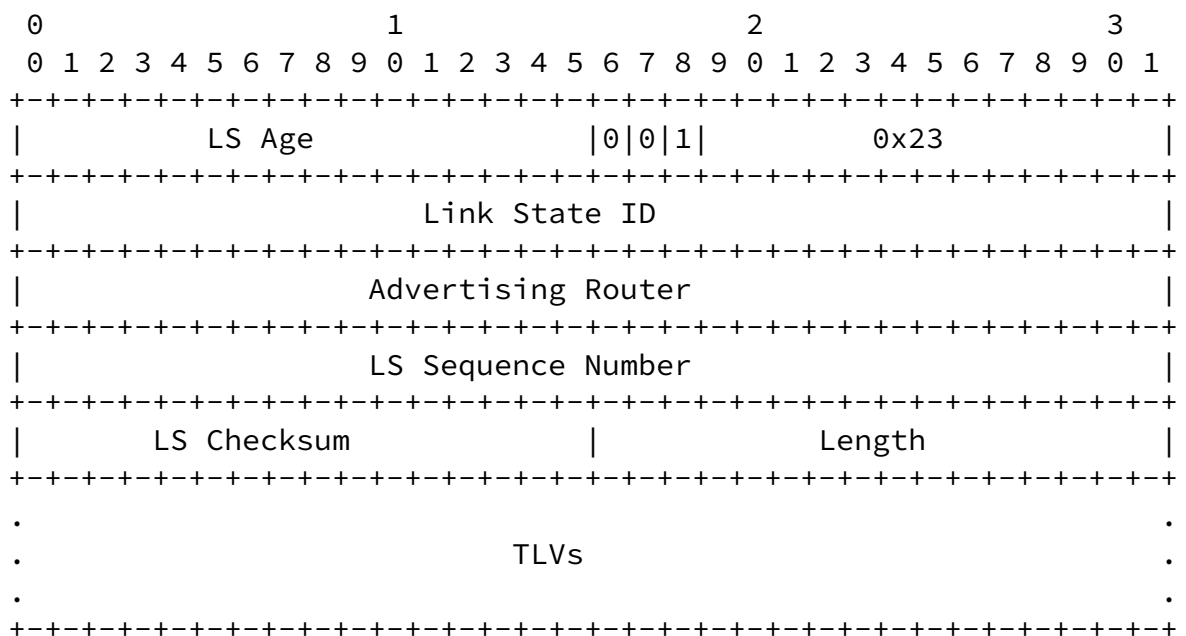 0                   1                   2                   3
 0 1 2 3 4 5 6 7 8 9 0 1 2 3 4 5 6 7 8 9 0 1 2 3 4 5 6 7 8 9 0 1
+-+-+-+-+-+-+-+-+-+-+-+-+-+-+-+-+-+-+-+-+-+-+-+-+-+-+-+-+-+-+-+-+
|          LS Age               |0|0|1|         0x23            |
+-+-+-+-+-+-+-+-+-+-+-+-+-+-+-+-+-+-+-+-+-+-+-+-+-+-+-+-+-+-+-+-+
|                      Link State ID                            |
+-+-+-+-+-+-+-+-+-+-+-+-+-+-+-+-+-+-+-+-+-+-+-+-+-+-+-+-+-+-+-+-+
|                   Advertising Router                          |
+-+-+-+-+-+-+-+-+-+-+-+-+-+-+-+-+-+-+-+-+-+-+-+-+-+-+-+-+-+-+-+-+
|                   LS Sequence Number                          |
+-+-+-+-+-+-+-+-+-+-+-+-+-+-+-+-+-+-+-+-+-+-+-+-+-+-+-+-+-+-+-+-+
|       LS Checksum             |            Length             |
+-+-+-+-+-+-+-+-+-+-+-+-+-+-+-+-+-+-+-+-+-+-+-+-+-+-+-+-+-+-+-+-+
.                                                               .
.                           TLVs                                .
.                                                               .
+-+-+-+-+-+-+-+-+-+-+-+-+-+-+-+-+-+-+-+-+-+-+-+-+-+-+-+-+-+-+-+-+